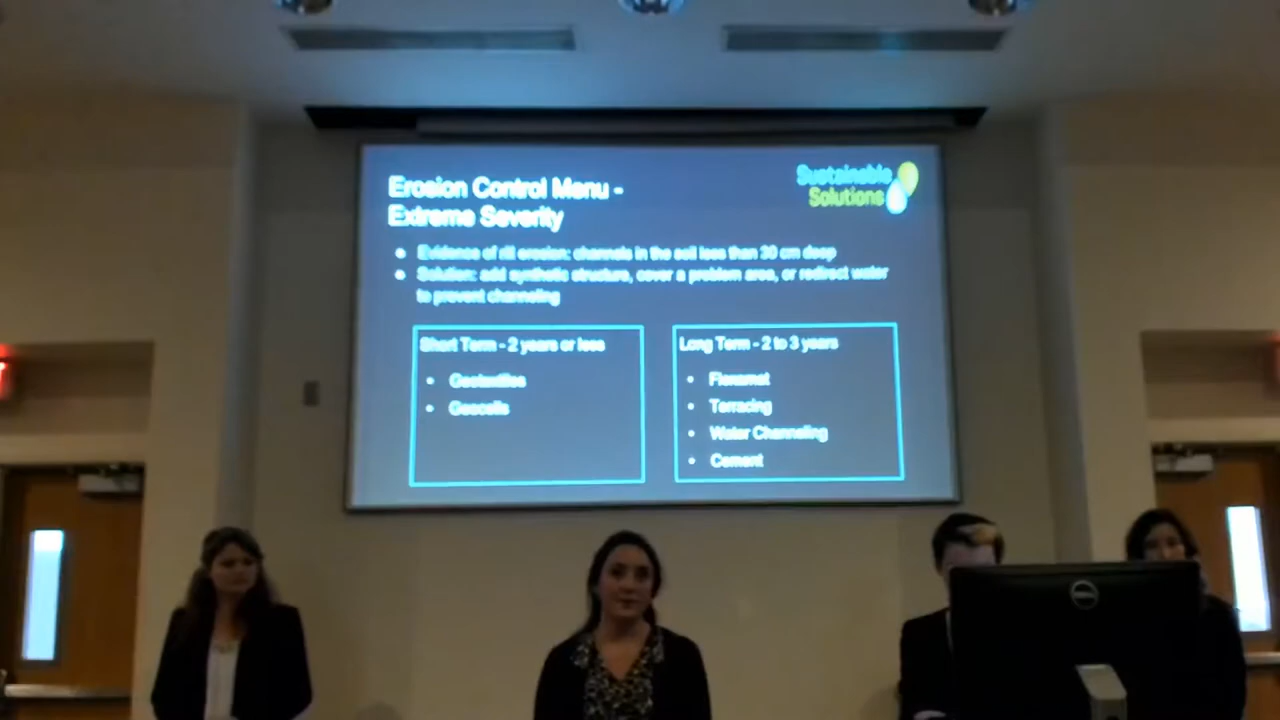 Erosion Control Menu -
Extreme Severity
Sustainable
Solutions
Evidence of rill erosion: channels in the soil less than 30 cm deep
Solution: add synthetic structure, cover a problem area, or redirect water
to prevent channeling
Short Term - 2 years or less
Geotextiles
Geocells
Long Term - 2 to 3 years
Flexamat
Terracing
Water Channeling
Cement
DELL